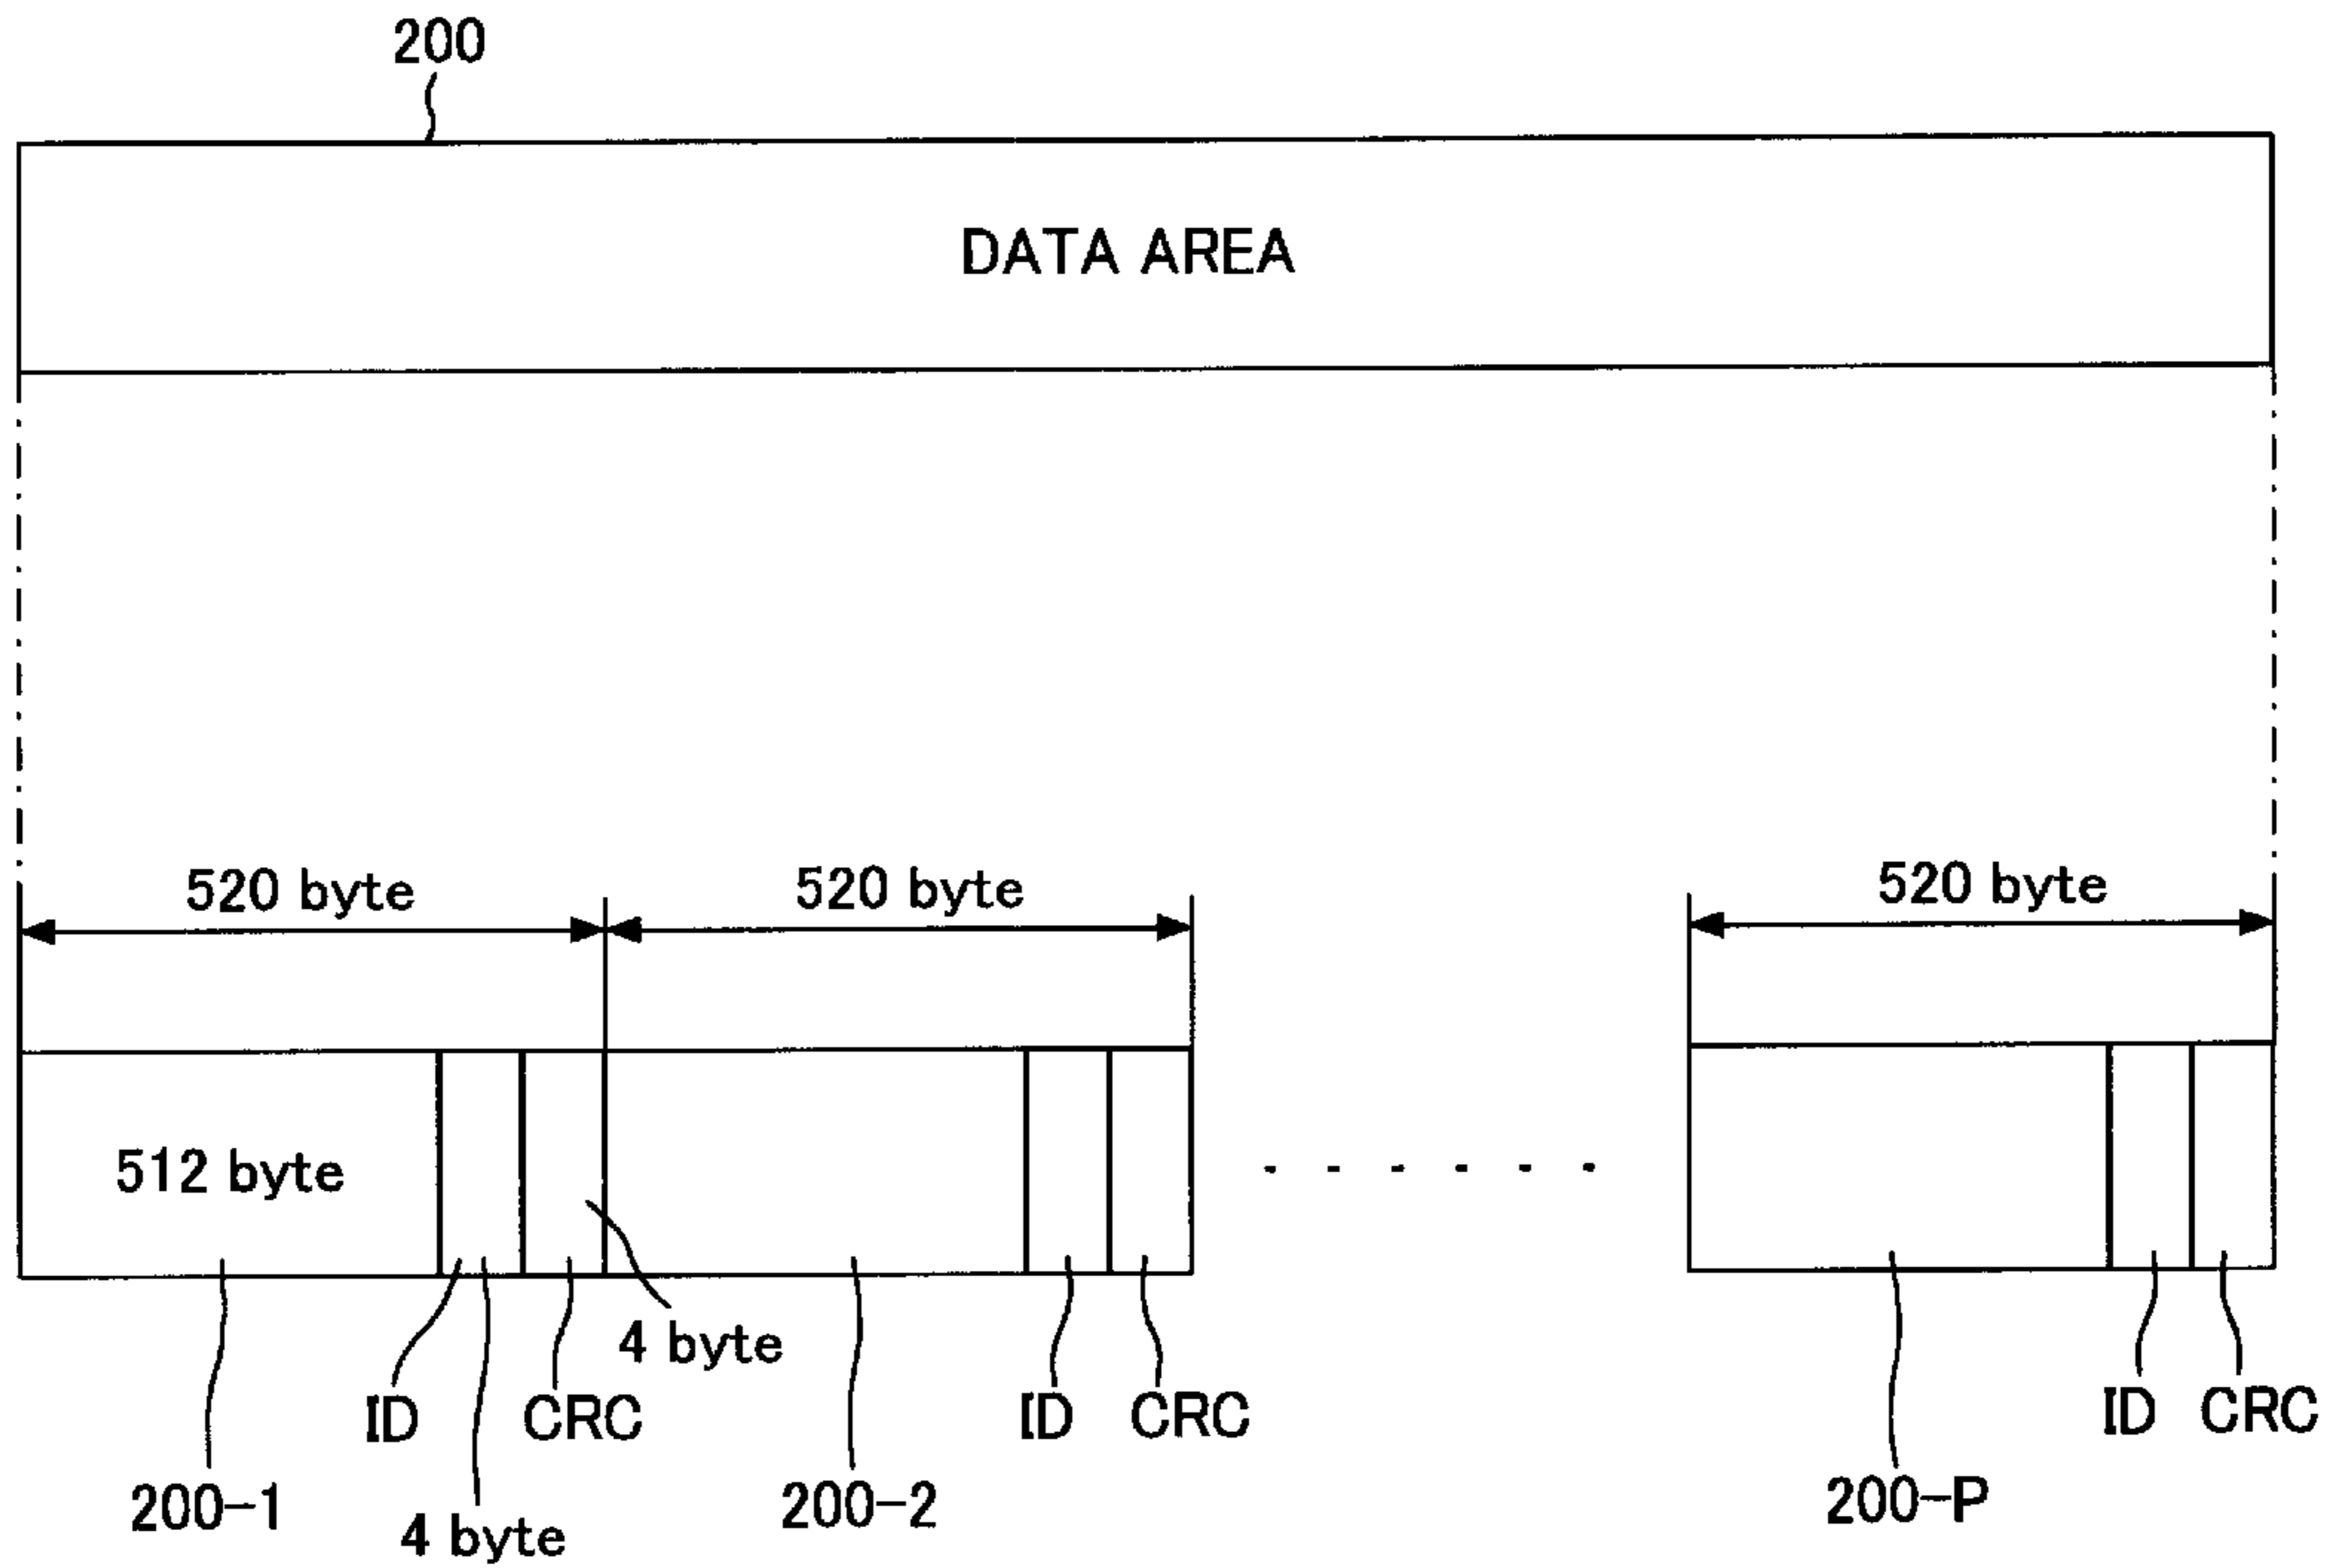 200
DATA AREA
520 byte
520 byte
520 byte
512 byte
4 byte
ID
CRC
ID
CRC
ID
CRC
200-1
4 byte
200-2
200-P